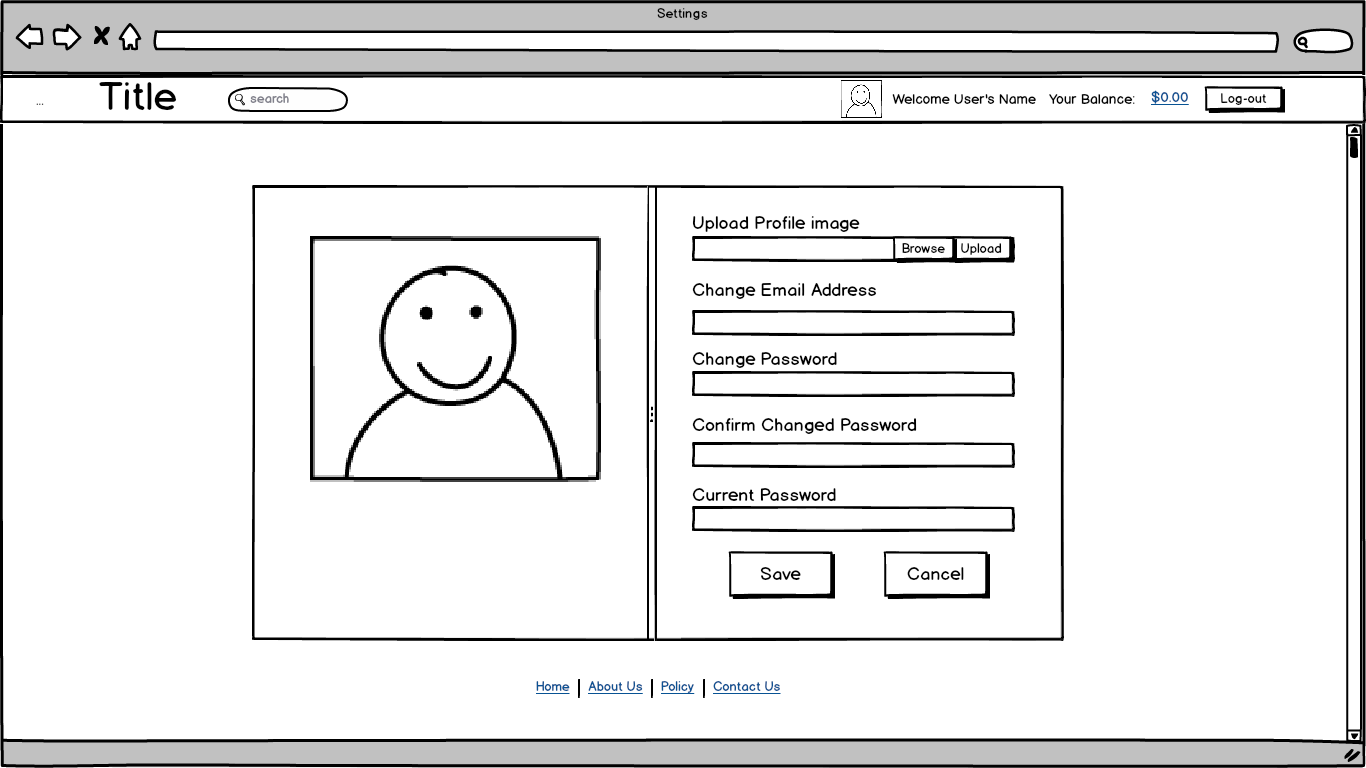 Settings
... Title search Welcome User's Name Your Balance: $0.00 Log-out
Upload Profile image
Browse Upload
Change Email Address
Change Password
Confirm Changed Password
Current Password
Save Cancel
Home About Us Policy Contact Us